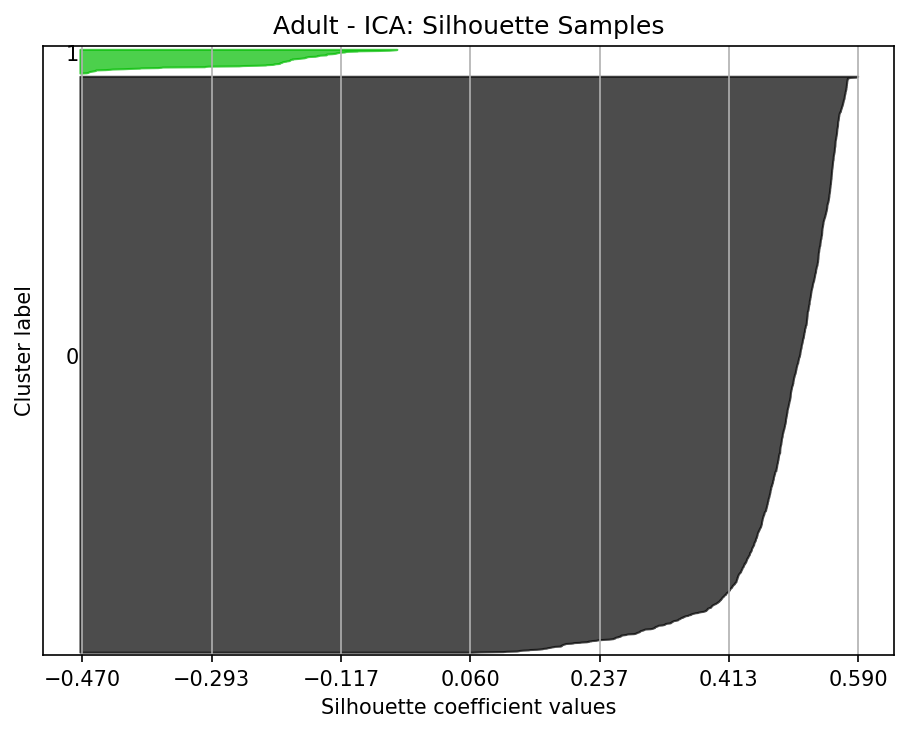 Adult - ICA: Silhouette Samples
1
0
Cluster label
−0.470 −0.293 −0.117 0.060 0.237 0.413 0.590
Silhouette coefficient values